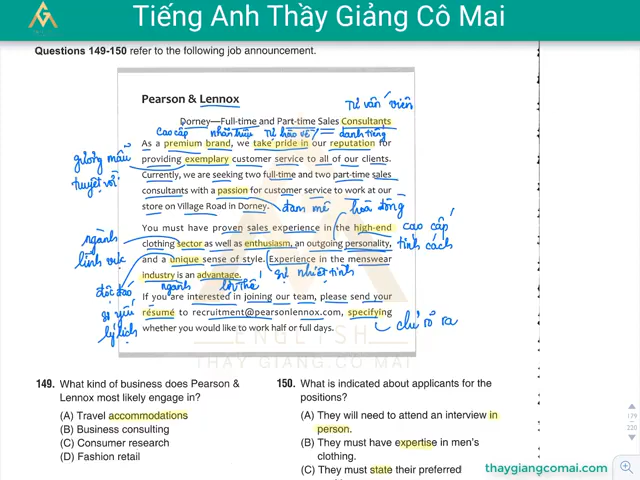 Tiếng Anh Thầy Giảng Cô Mai
Questions 149-150 refer to the following job announcement.
Pearson & Lennox
Tư vấn viên
Dorney—Full-time and Part-time Sales Consultants
cao cấp nhãn hiệu Tự hào về danh tiếng
As a premium brand, we take pride in our reputation for
gương mẫu
providing exemplary customer service to all of our clients.
tuyệt vời
Currently, we are seeking two full-time and two part-time sales
consultants with a passion for customer service to work at our
store on Village Road in Dorney.
đam mê hoà đồng
You must have proven sales experience in the high-end
cao cấp
ngành
clothing sector as well as enthusiasm, an outgoing personality,
tính cách
lĩnh vực
and a unique sense of style. Experience in the menswear
industry is an advantage.
ngành lợi thế sự nhiệt tình
độc đáo
If you are interested in joining our team, please send your
sơ yếu
résumé to recruitment@pearsonlennox.com, specifying
lý lịch
whether you would like to work half or full days.
chỉ rõ ra
ENGLISH
THAY GIANG CO MAI
149. What kind of business does Pearson &
Lennox most likely engage in?
(A) Travel accommodations
(B) Business consulting
(C) Consumer research
(D) Fashion retail
150. What is indicated about applicants for the
positions?
(A) They will need to attend an interview in
person.
(B) They must have expertise in men's
clothing.
(C) They must state their preferred
129
220
thaygiangcomai.com